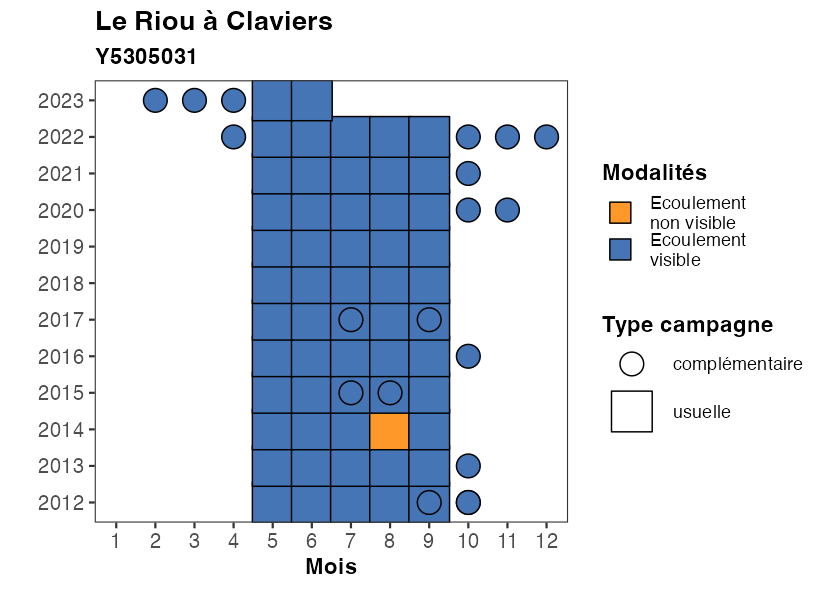 Le Riou à Claviers
Y5305031
2023
2022
2021
2020
2019
2018
2017
2016
2015
2014
2013
2012
1 2 3 4 5 6 7 8 9 10 11 12
Mois
Modalités
Ecoulement
non visible
Ecoulement
visible
Type campagne
complémentaire
usuelle